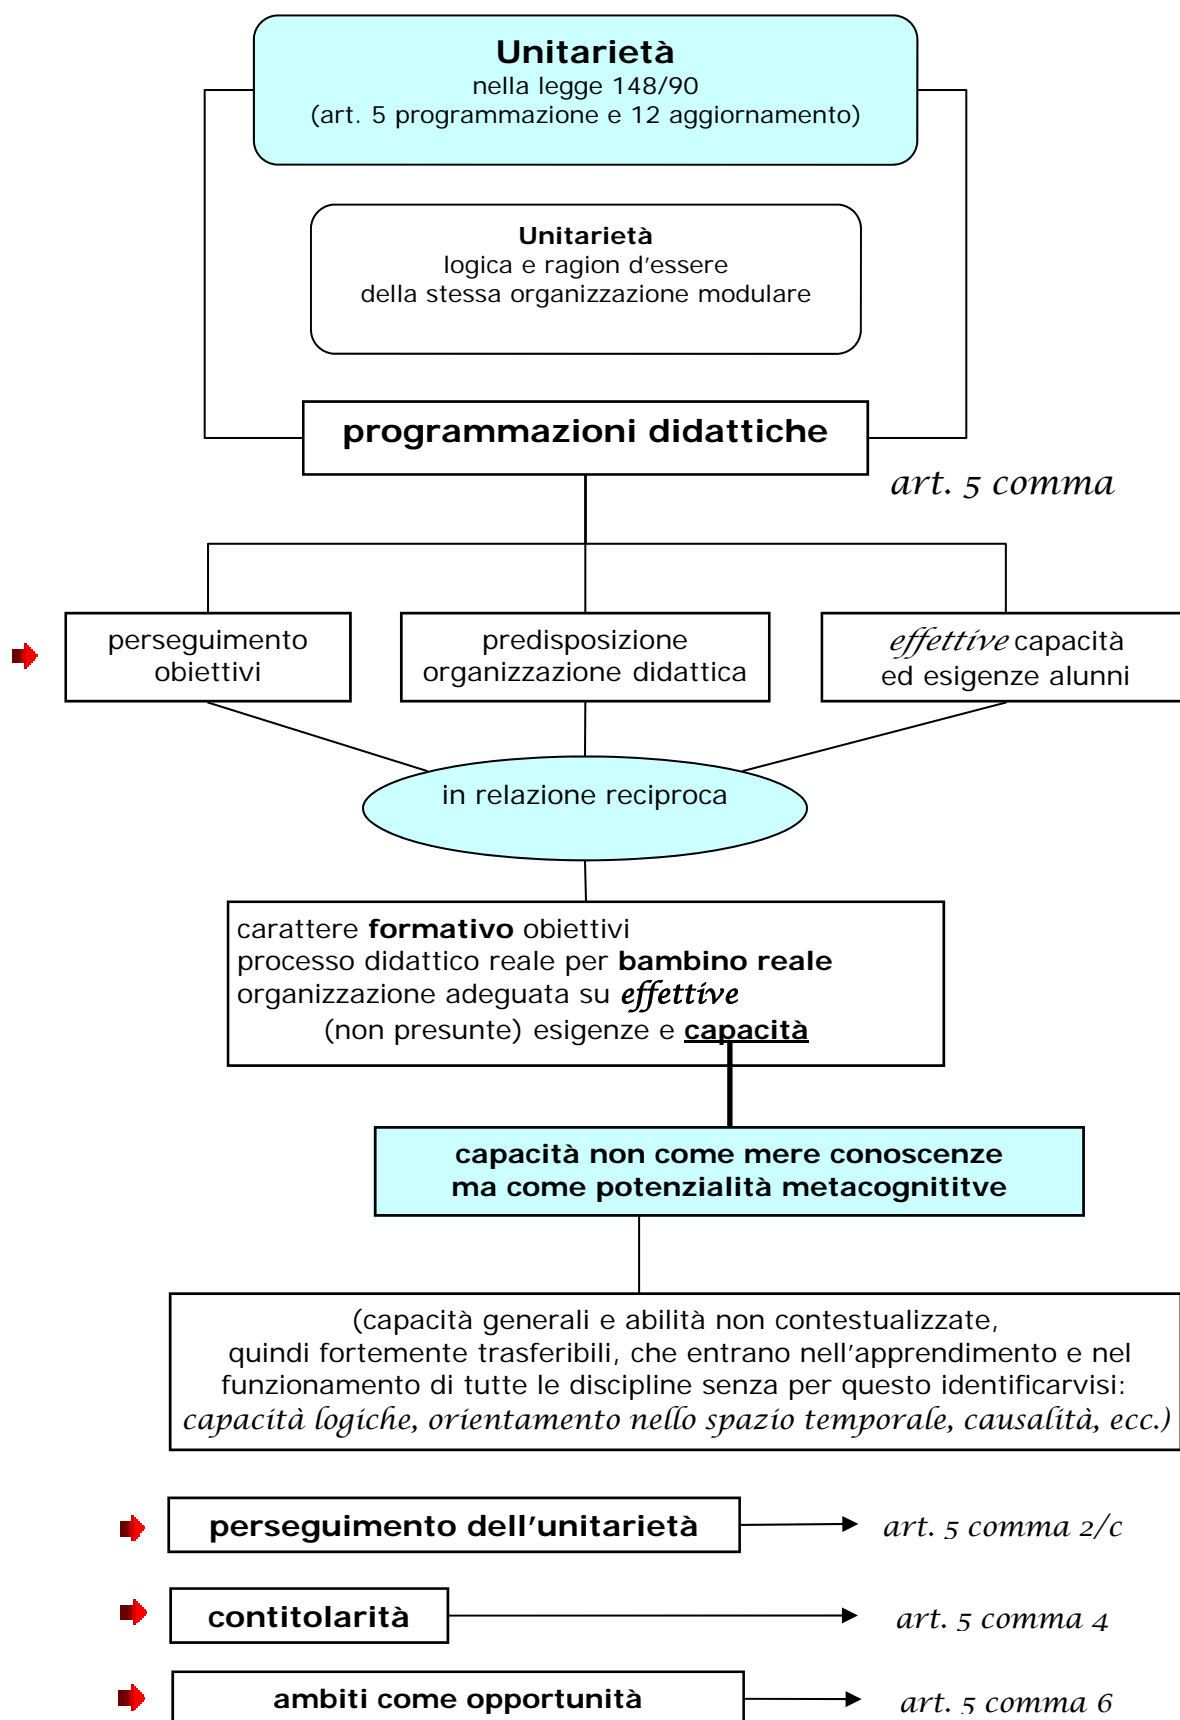 Unitarietà
nella legge 148/90
(art. 5 programmazione e 12 aggiornamento)
Unitarietà
logica e ragion d'essere
della stessa organizzazione modulare
programmazioni didattiche
art. 5 comma
perseguimento
obiettivi
predisposizione
organizzazione didattica
effettive capacità
ed esigenze alunni
in relazione reciproca
carattere formativo obiettivi
processo didattico reale per bambino reale
organizzazione adeguata su effettive
(non presunte) esigenze e capacità
capacità non come mere conoscenze
ma come potenzialità metacognititve
(capacità generali e abilità non contestualizzate,
quindi fortemente trasferibili, che entrano nell'apprendimento e nel
funzionamento di tutte le discipline senza per questo identificarvisi:
capacità logiche, orientamento nello spazio temporale, causalità, ecc.)
perseguimento dell'unitarietà
art. 5 comma 2/c
contitolarità
art. 5 comma 4
ambiti come opportunità
art. 5 comma 6